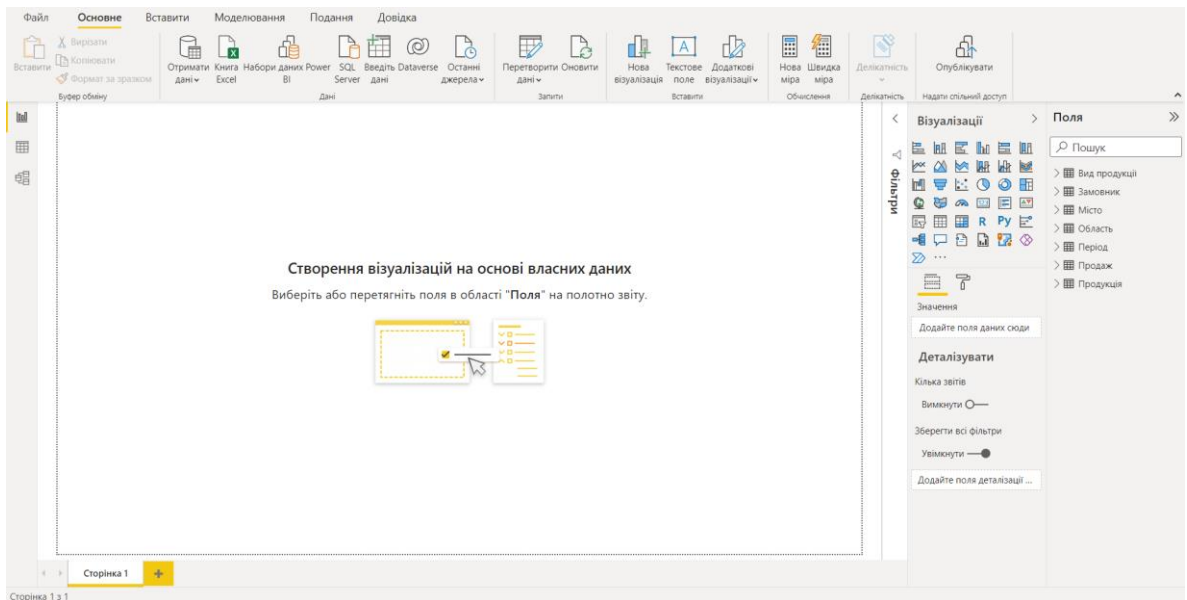 Файл Основне Вставити Моделювання Подання Довідка
Вставити
Вирізати
Копіювати
Формат за зразком
Буфер обміну
Отримати дані
Книга Excel
Набори даних Power BI
SQL Server
Введіть дані
Dataverse
Останні джерела
Дані
Перетворити дані
Оновити
Запити
Нова візуалізація
Текстове поле
Додаткові візуалізації
Вставити
Нова міра
Швидка міра
Обчислення
Делікатність
Делікатність
Опублікувати
Надати спільний доступ
Створення візуалізацій на основі власних даних
Виберіть або перетягніть поля в області "Поля" на полотно звіту.
Фільтри
Візуалізації
R Py
Значення
Додайте поля даних сюди
Деталізувати
Кілька звітів
Вимкнути
Зберегти всі фільтри
Увімкнути
Додайте поля деталізації ...
Поля
Пошук
Вид продукції
Замовник
Місто
Область
Період
Продаж
Продукція
Сторінка 1
Сторінка 1 з 1